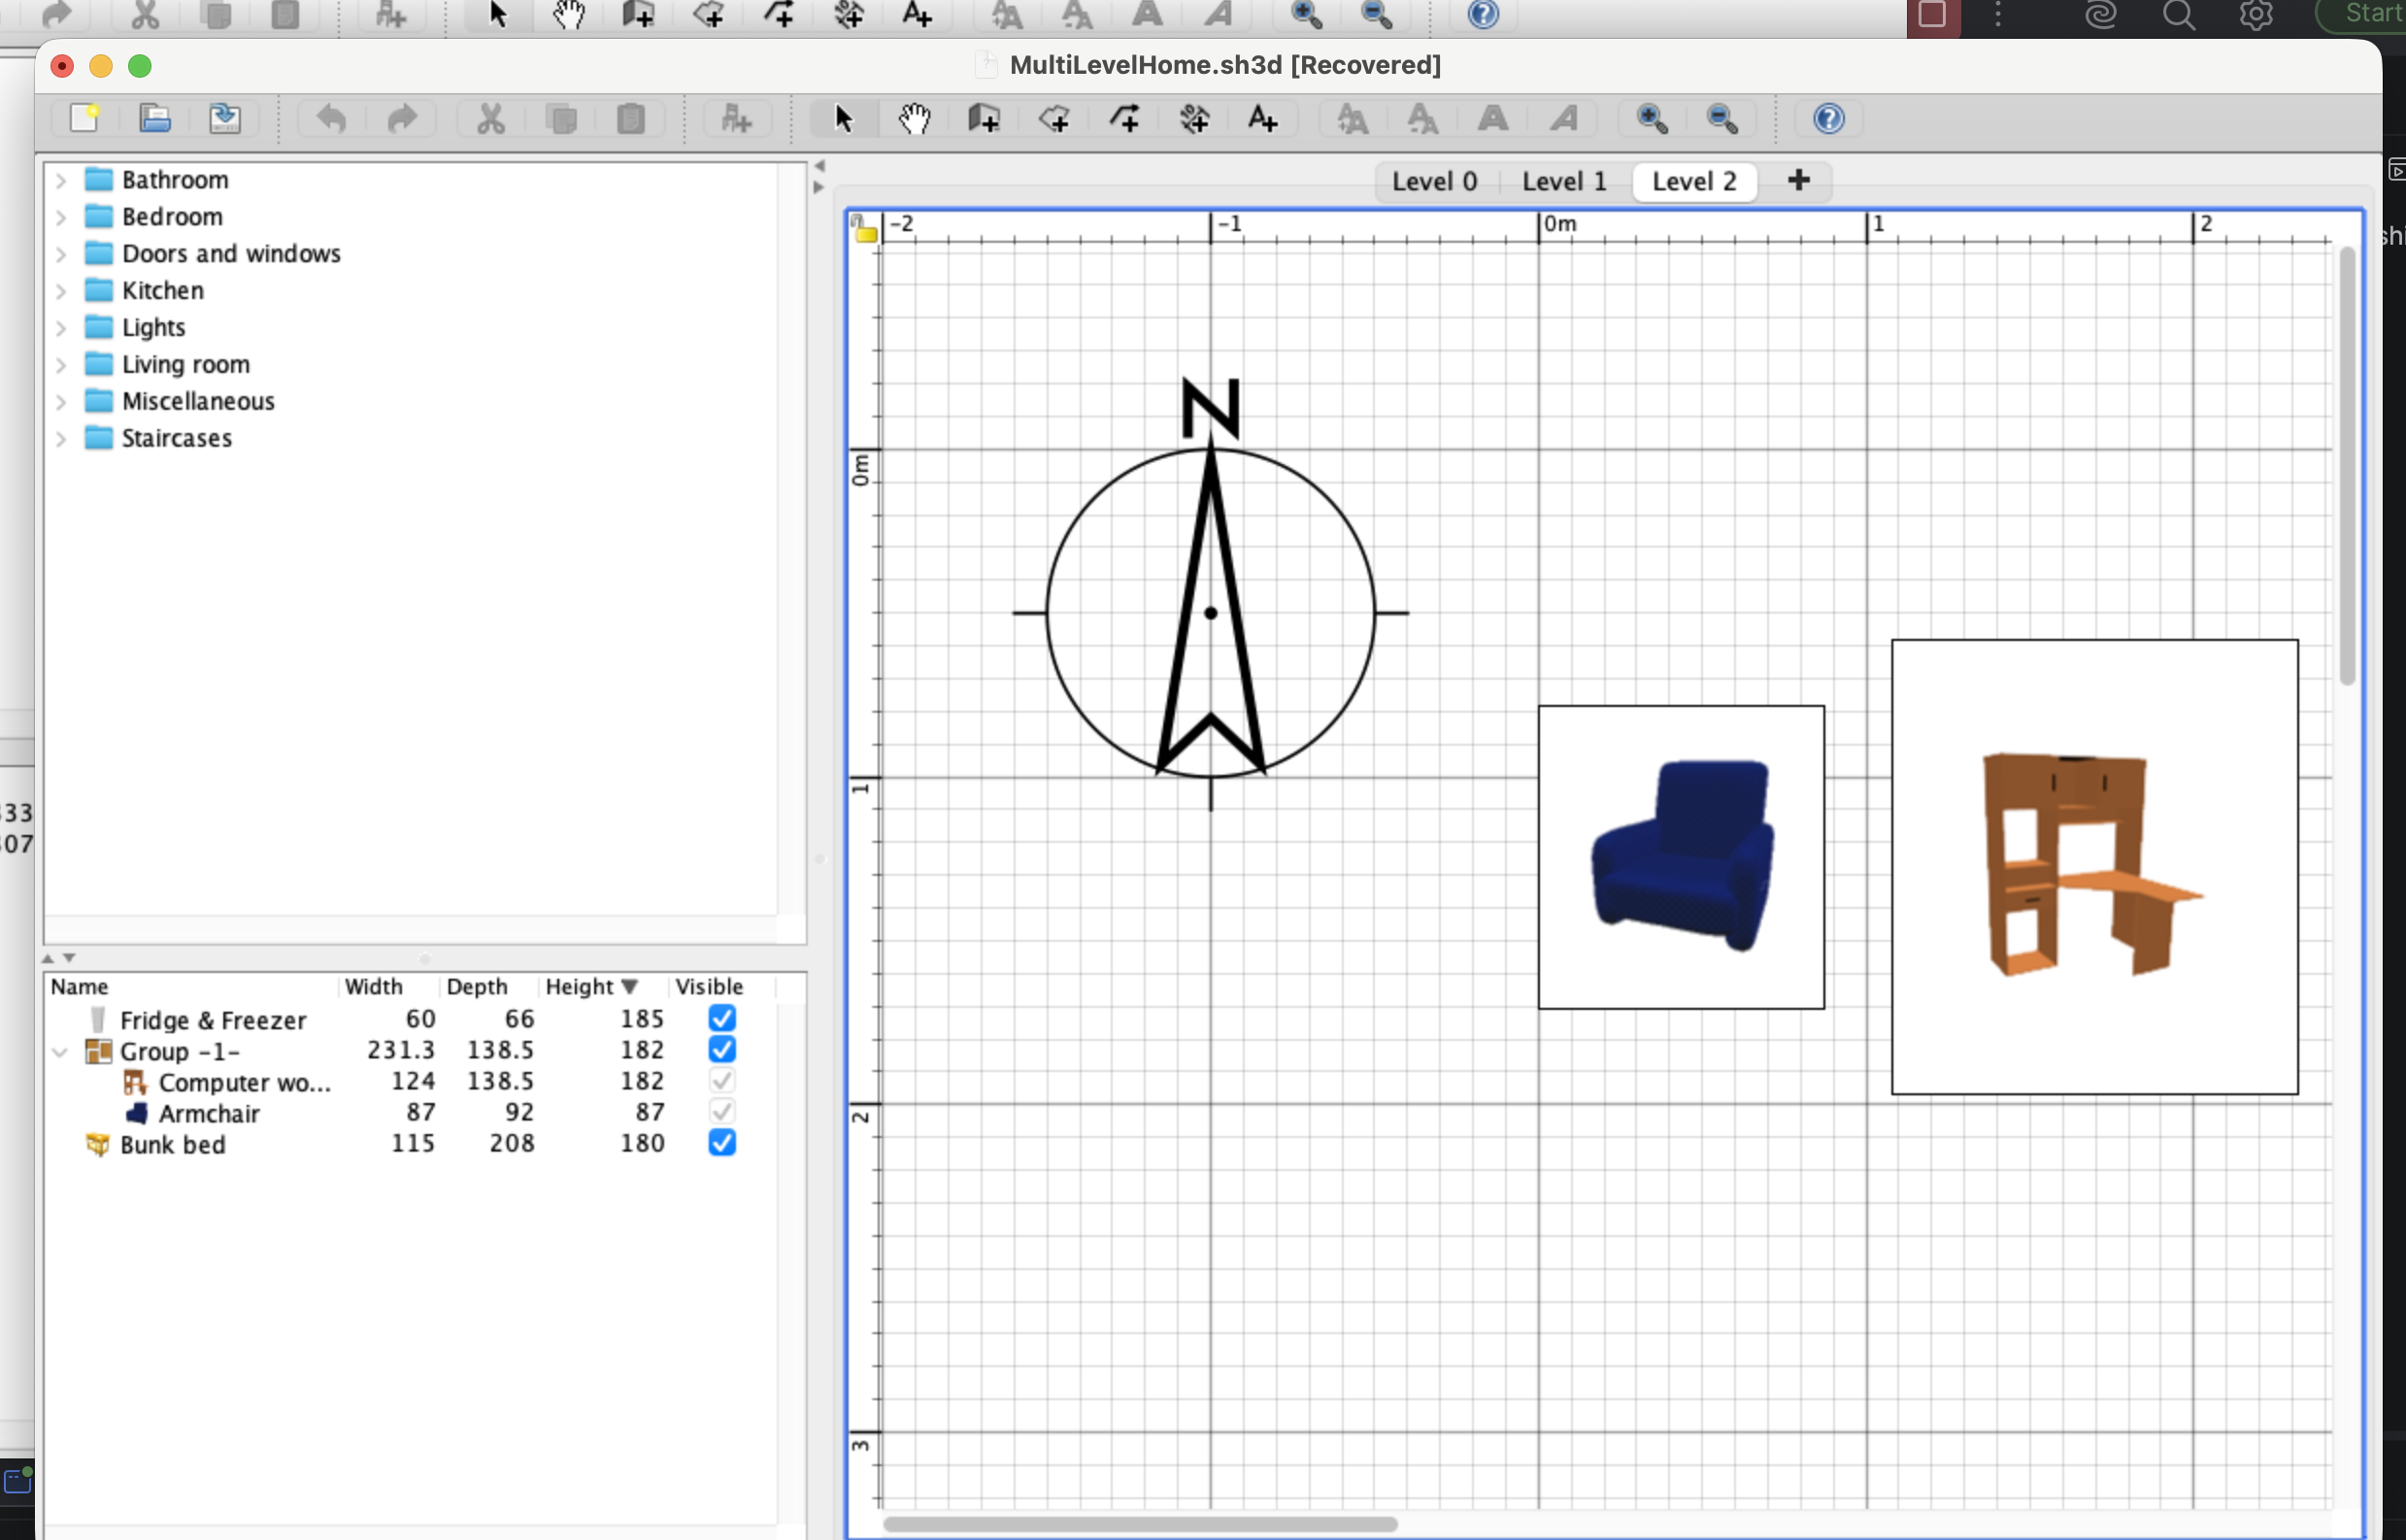 Start
MultiLevelHome.sh3d [Recovered]
Bathroom
Bedroom
Doors and windows
Kitchen
Lights
Living room
Miscellaneous
Staircases
Level 0 Level 1 Level 2 +
-2 -1 0m 1 2
N
0m
1
2
3
Name Width Depth Height Visible
Fridge & Freezer 60 66 185
Group -1- 231.3 138.5 182
Computer wo... 124 138.5 182
Armchair 87 92 87
Bunk bed 115 208 180